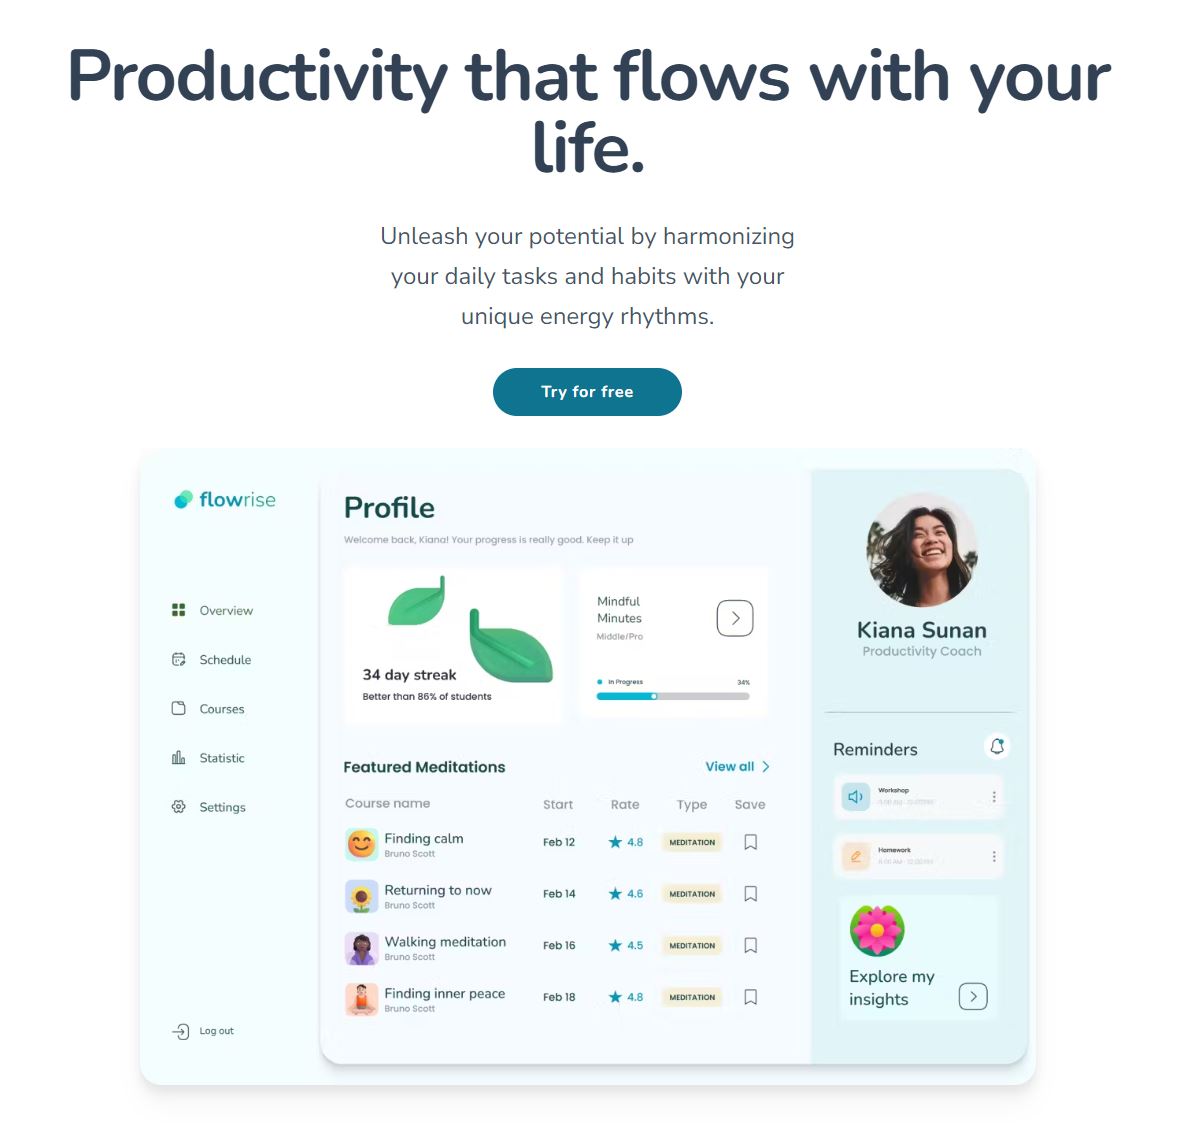 Productivity that flows with your
life.
Unleash your potential by harmonizing
your daily tasks and habits with your
unique energy rhythms.
Try for free
flowrise
Overview
Schedule
Courses
Statistic
Settings
Log out
Profile
Welcome back, Kiana! Your progress is really good. Keep it up
34 day streak
Better than 86% of students
Mindful
Minutes
Middle/Pro
In Progress 34%
Featured Meditations View all
Course name Start Rate Type Save
Finding calm Feb 12 4.8 MEDITATION
Bruno Scott
Returning to now Feb 14 4.6 MEDITATION
Bruno Scott
Walking meditation Feb 16 4.5 MEDITATION
Bruno Scott
Finding inner peace Feb 18 4.8 MEDITATION
Bruno Scott
Kiana Sunan
Productivity Coach
Reminders
Workshop
Homework
Explore my
insights